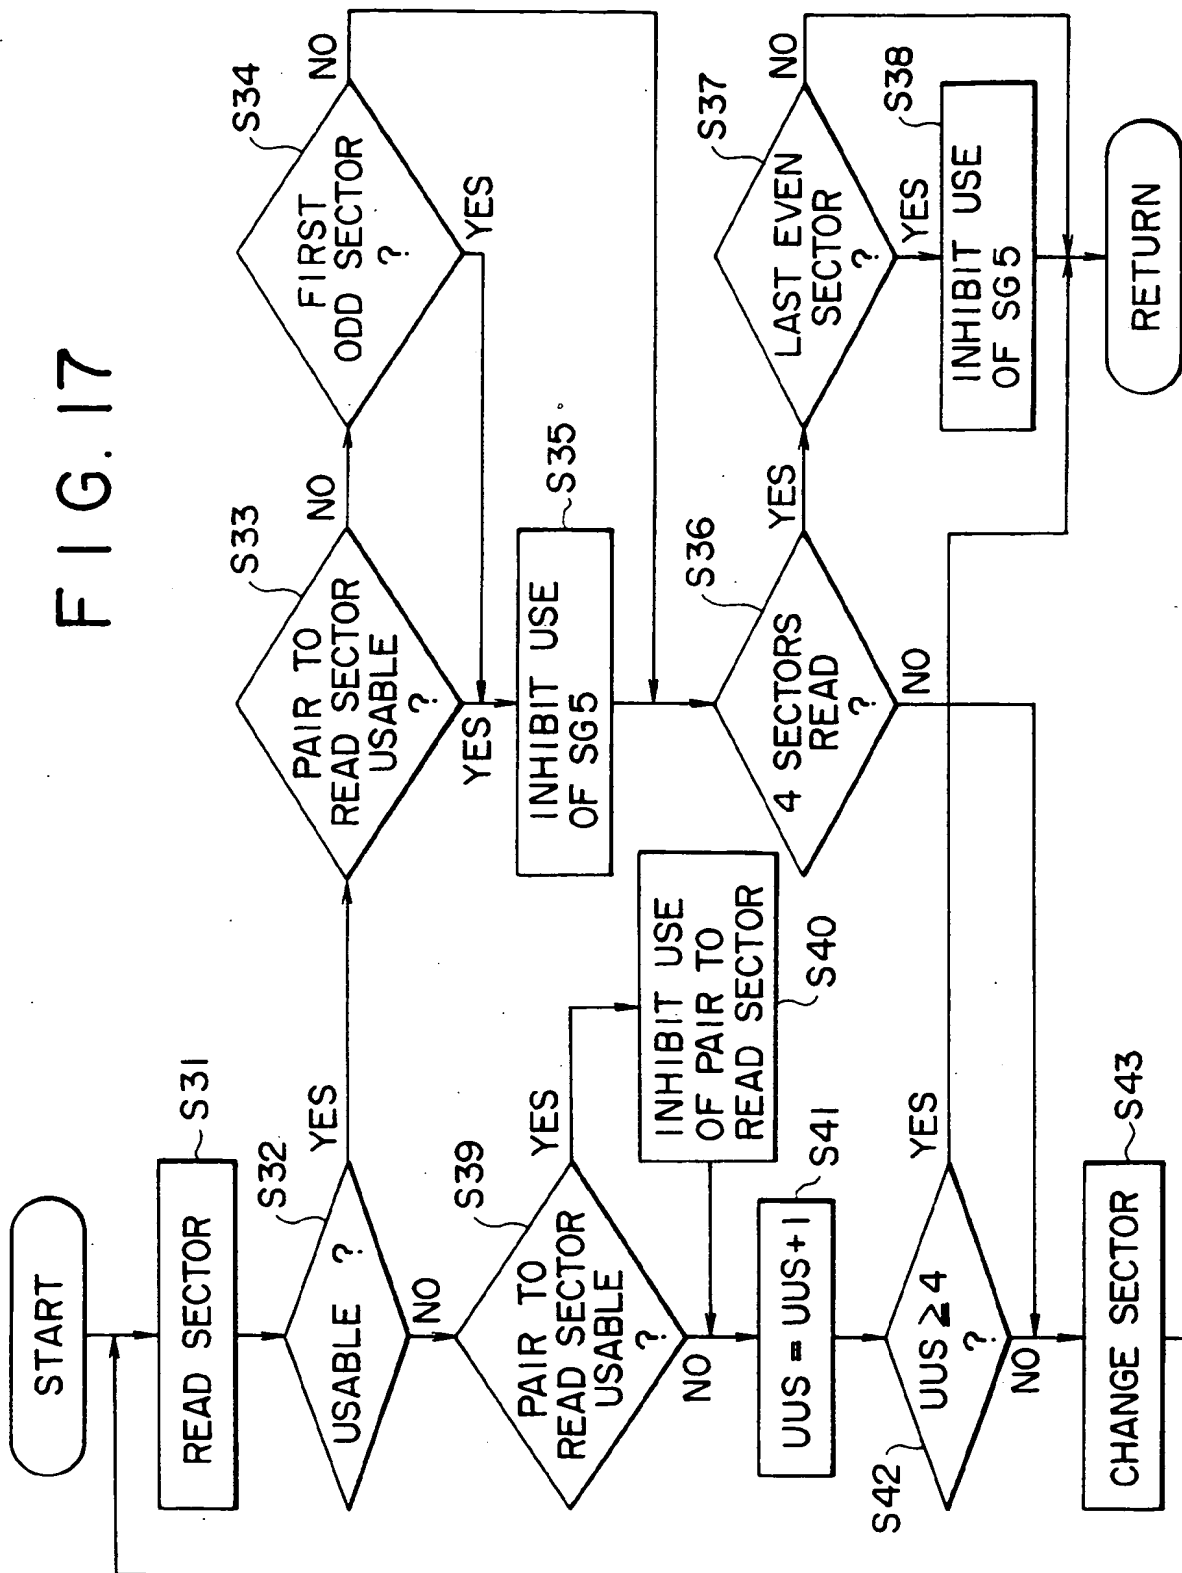 FIG. 17
START
READ SECTOR
S31
USABLE ?
S32
YES
NO
PAIR TO
READ SECTOR
USABLE
?
S33
NO
YES
FIRST
ODD SECTOR
?
S34
NO
YES
INHIBIT USE
OF SG5
S35
4 SECTORS
READ
?
S36
YES
NO
LAST EVEN
SECTOR
?
S37
NO
YES
INHIBIT USE
OF SG5
S38
RETURN
PAIR TO
READ SECTOR
USABLE
?
S39
YES
NO
INHIBIT USE
OF PAIR TO
READ SECTOR
S40
UUS = UUS+1
S41
UUS ≥ 4
?
S42
YES
NO
CHANGE SECTOR
S43